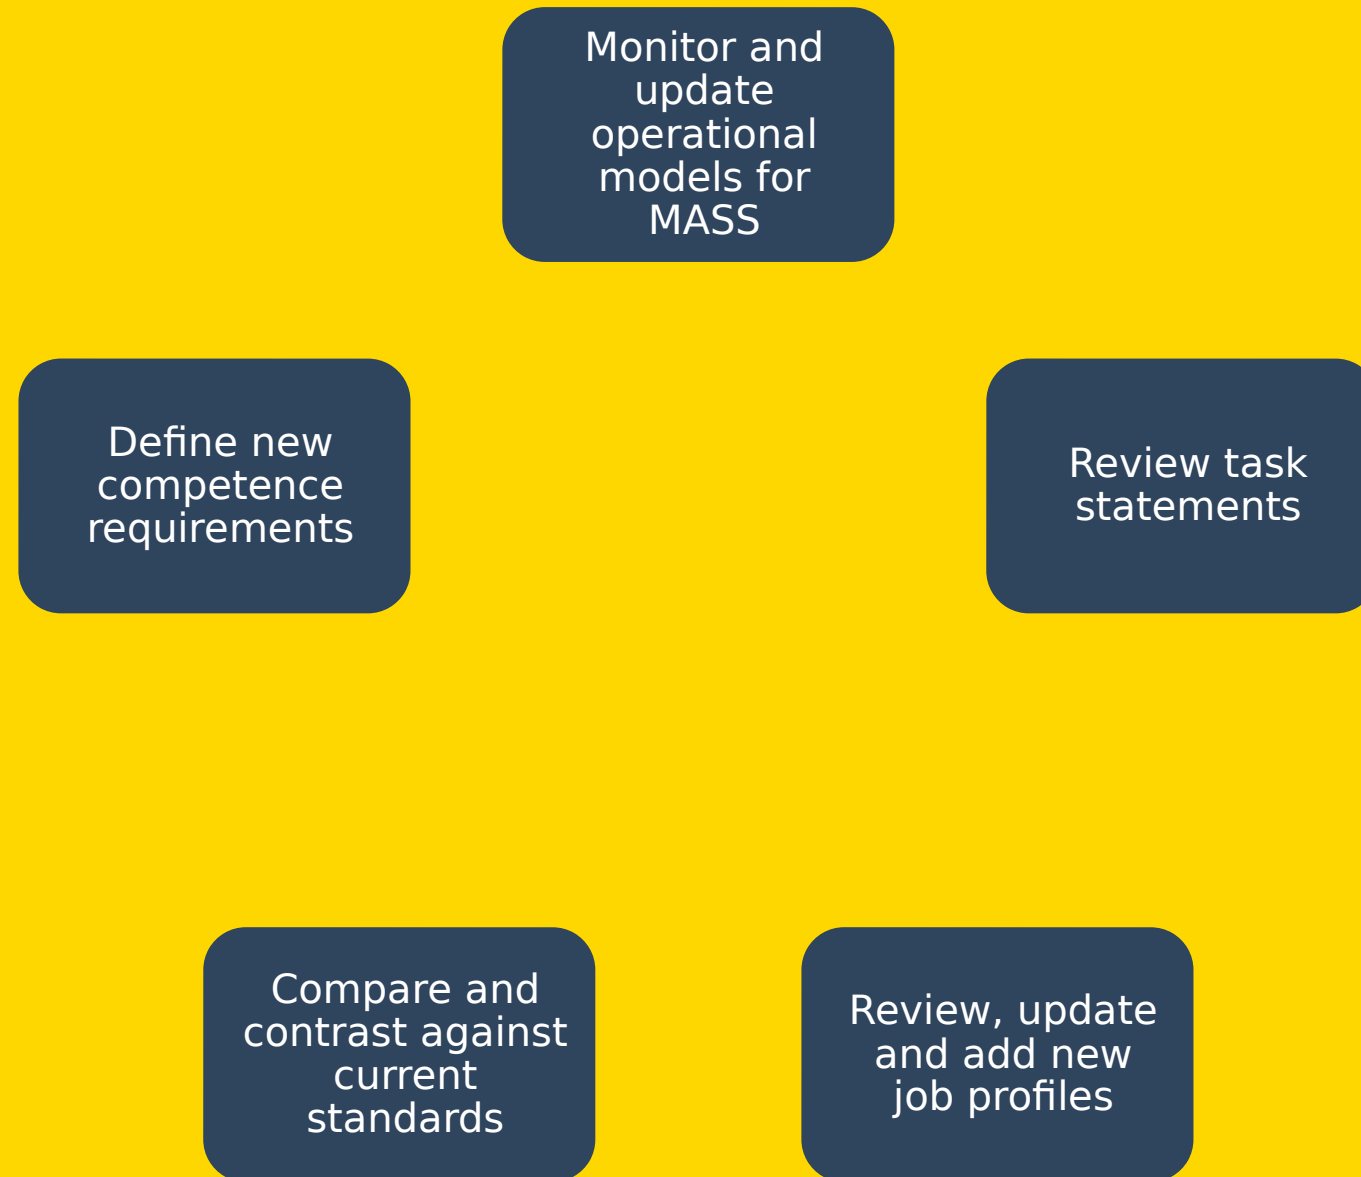 Monitor and
update
operational
models for
MASS
Define new
competence
requirements
Review task
statements
Compare and
contrast against
current
standards
Review, update
and add new
job profiles